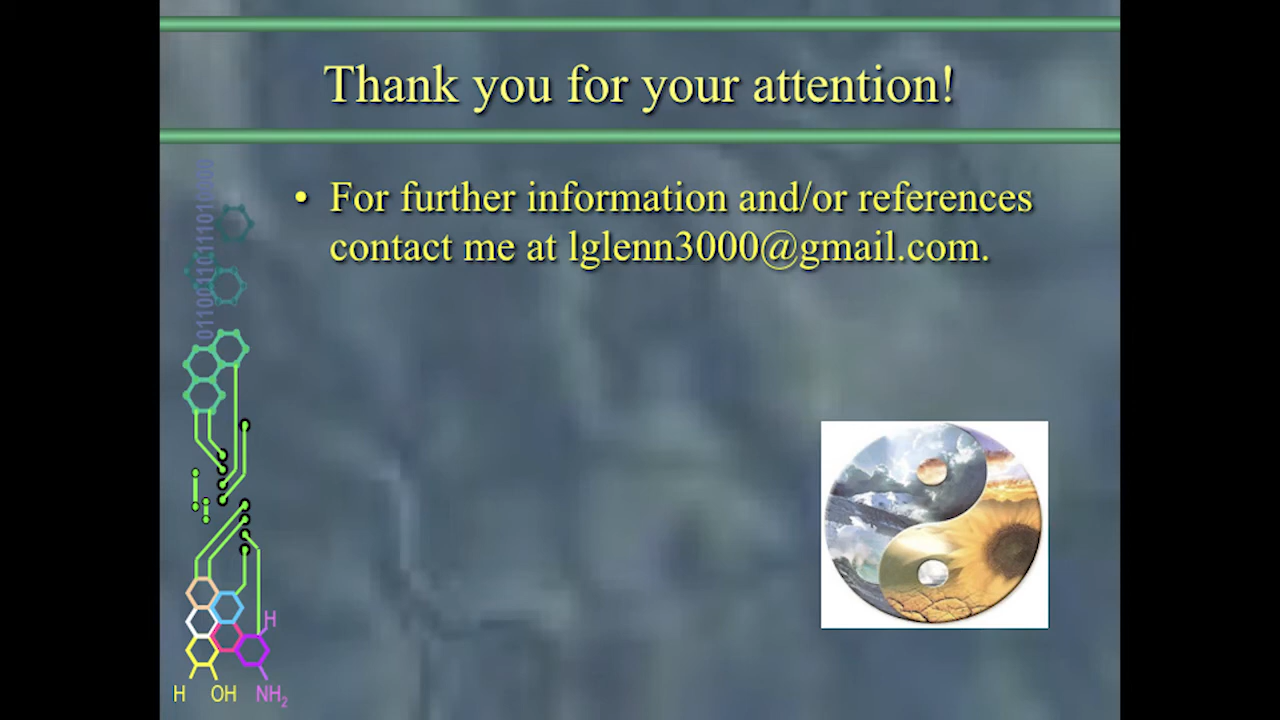 Thank you for your attention!
• For further information and/or references
contact me at lglenn3000@gmail.com.
H
H OH NH₂